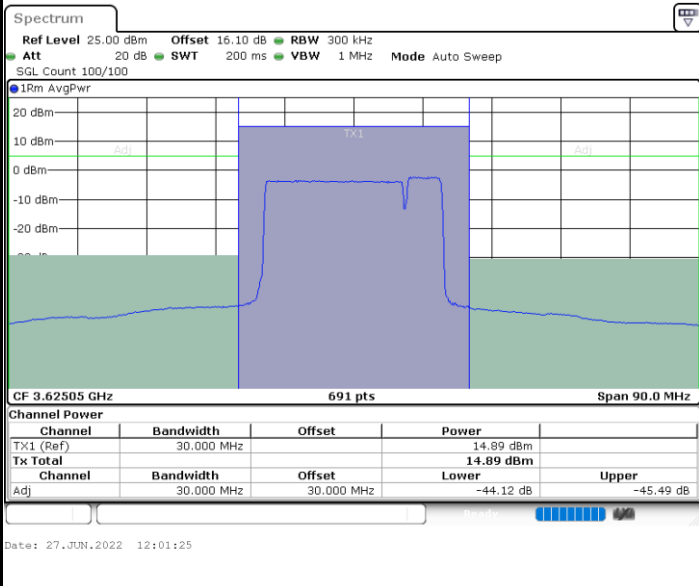 Spectrum
Ref Level 25.00 dBm Offset 16.10 dB RBW 300 kHz
Att 20 dB SWT 200 ms VBW 1 MHz Mode Auto Sweep
SGL Count 100/100
1Rm AvgPwr
20 dBm
TX1
10 dBm
Adj Adj
0 dBm
-10 dBm
-20 dBm
CF 3.62505 GHz 691 pts Span 90.0 MHz
Channel Power
Channel Bandwidth Offset Power
TX1 (Ref) 30.000 MHz 14.89 dBm
Tx Total 14.89 dBm
Channel Bandwidth Offset Lower Upper
Adj 30.000 MHz 30.000 MHz -44.12 dB -45.49 dB
Ready
Date: 27.JUN.2022 12:01:25